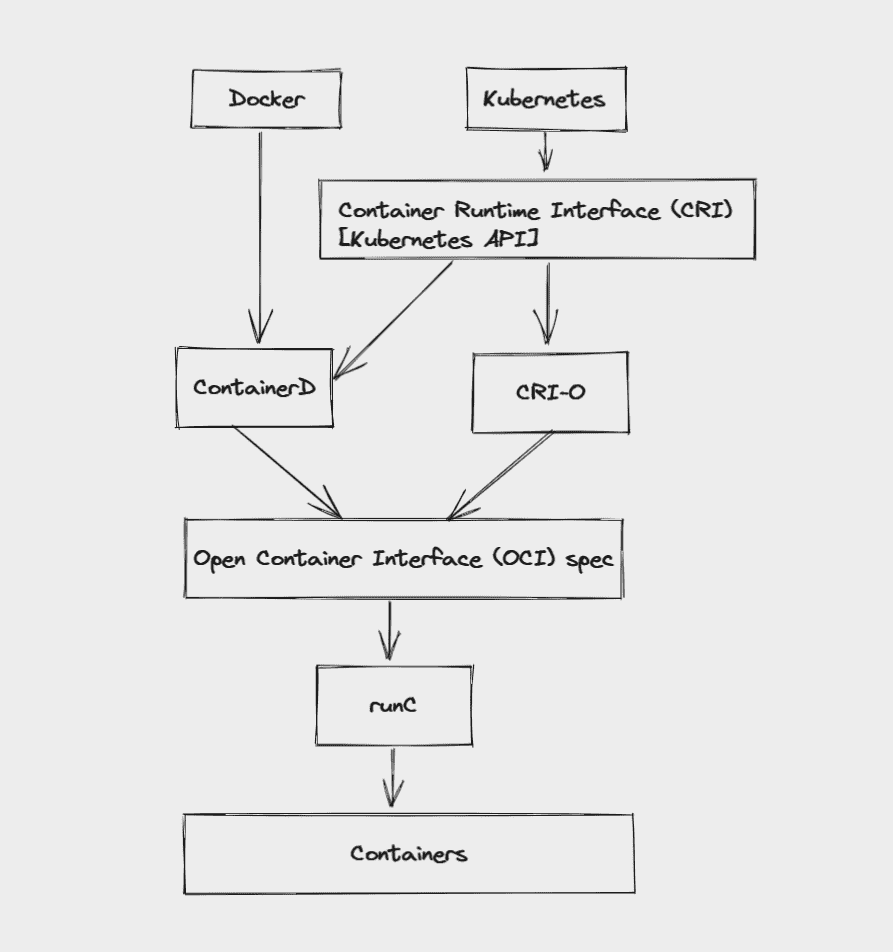 Docker
Kubernetes
Container Runtime Interface (CRI)
[Kubernetes API]
ContainerD
CRI-O
Open Container Interface (OCI) spec
runC
Containers